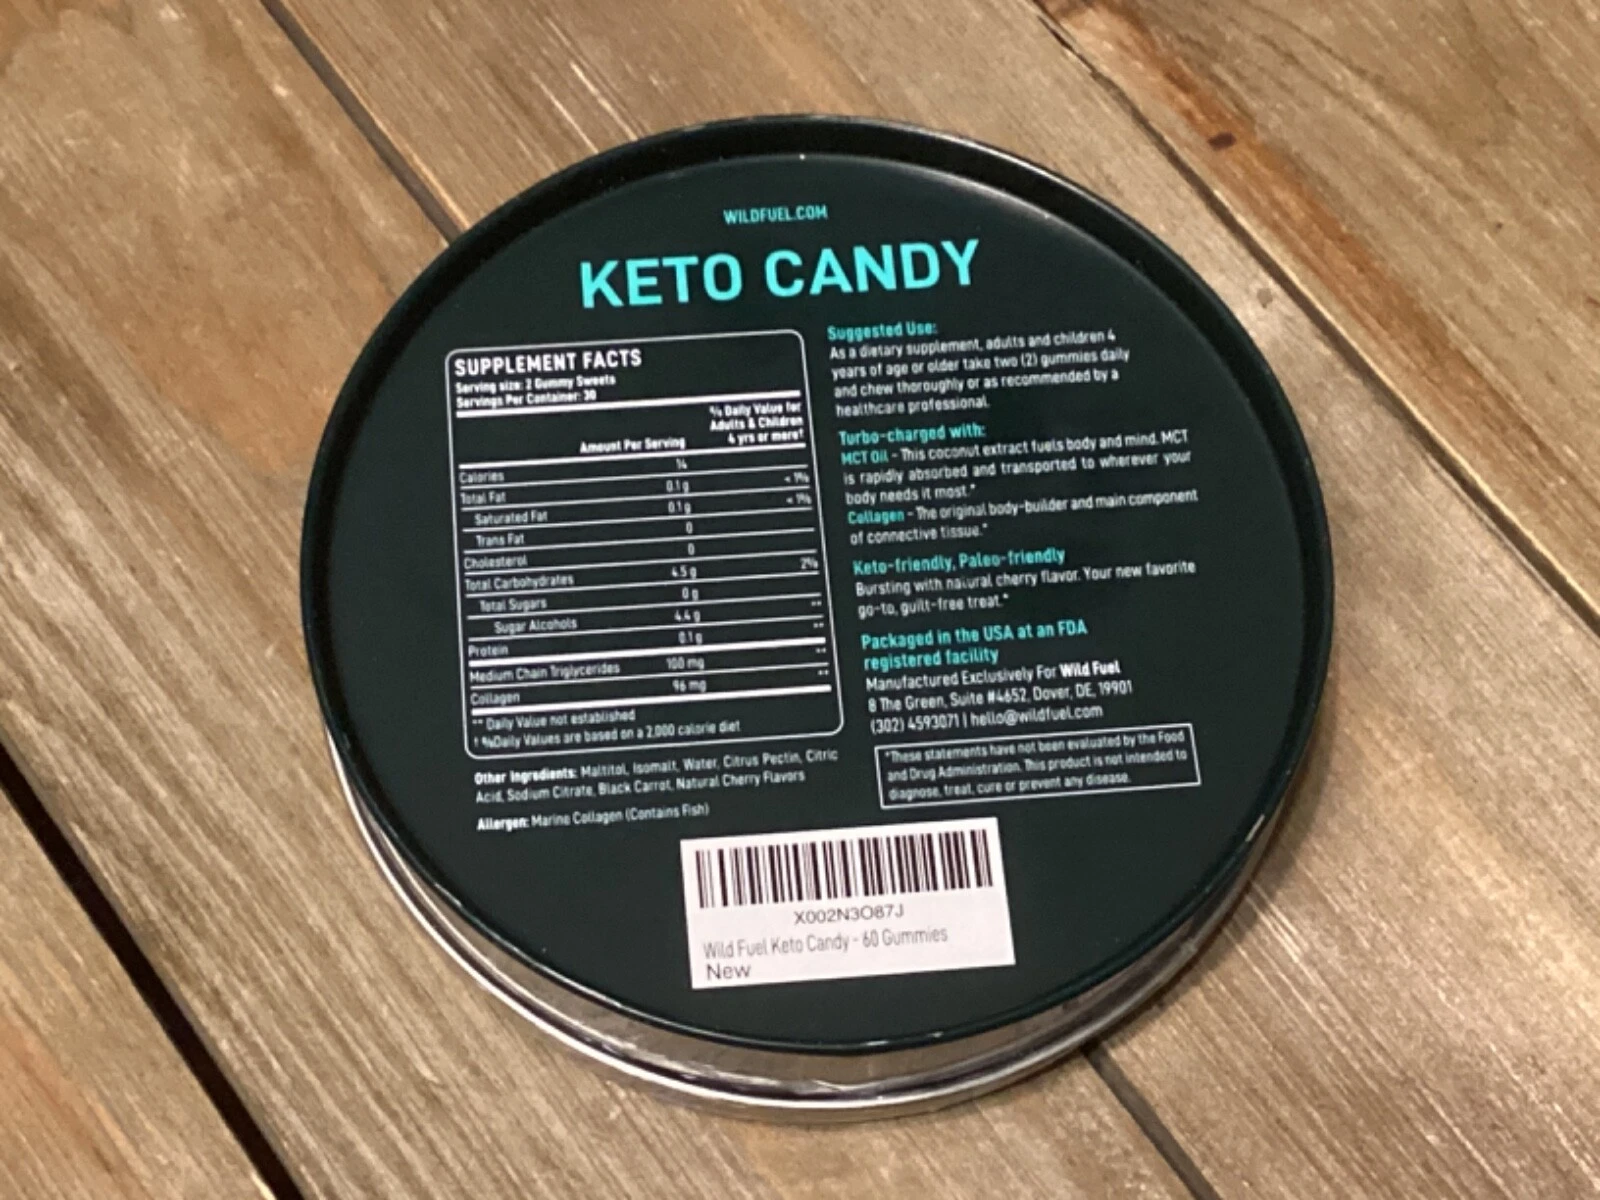 WILDFUEL.COM
KETO CANDY
SUPPLEMENT FACTS
Serving size: 2 Gummy Sweets
Servings Per Container: 30
Amount Per Serving
% Daily Value for
Adults & Children
4 yrs or more†
Calories 14
Total Fat 0.1 g <1%
Saturated Fat 0.1 g <1%
Trans Fat 0
Cholesterol 0
Total Carbohydrates 4.5 g 2%
Total Sugars 0 g **
Sugar Alcohols 4.4 g **
Protein 0.1 g
Medium Chain Triglycerides 100 mg **
Collagen 96 mg **
** Daily Value not established
† %Daily Values are based on a 2,000 calorie diet
Other Ingredients: Maltitol, Isomalt, Water, Citrus Pectin, Citric
Acid, Sodium Citrate, Black Carrot, Natural Cherry Flavors
Allergen: Marine Collagen (Contains Fish)
Suggested Use:
As a dietary supplement, adults and children 4
years of age or older take two (2) gummies daily
and chew thoroughly or as recommended by a
healthcare professional.
Turbo-charged with:
MCT Oil - This coconut extract fuels body and mind. MCT
is rapidly absorbed and transported to wherever your
body needs it most.*
Collagen - The original body-builder and main component
of connective tissue.*
Keto-friendly, Paleo-friendly
Bursting with natural cherry flavor. Your new favorite
go-to, guilt-free treat.*
Packaged in the USA at an FDA
registered facility
Manufactured Exclusively For Wild Fuel
8 The Green, Suite #4652, Dover, DE, 19901
(302) 4593071 | hello@wildfuel.com
*These statements have not been evaluated by the Food
and Drug Administration. This product is not intended to
diagnose, treat, cure or prevent any disease.
X002N3O87J
Wild Fuel Keto Candy - 60 Gummies
New